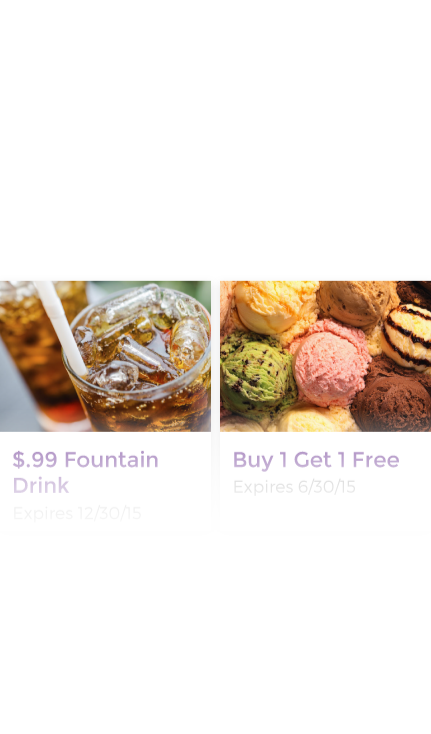 $.99 Fountain
Drink
Expires 12/30/15
Buy 1 Get 1 Free
Expires 6/30/15